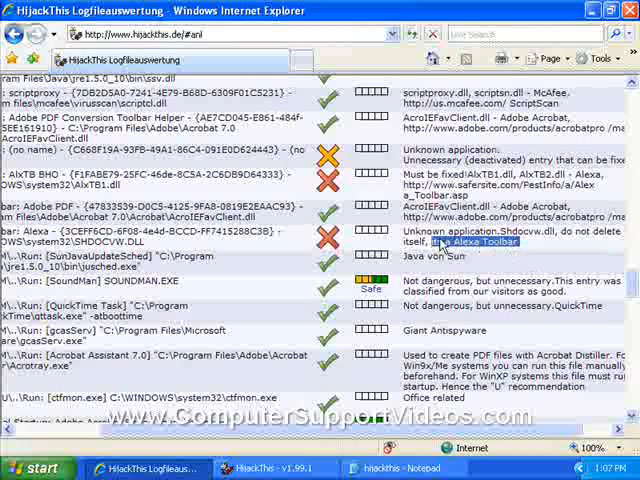 HijackThis Logfileauswertung - Windows Internet Explorer
http://www.hijackthis.de/#anl
Search
HijackThis Logfileauswertung
Page
Tools
ram Files\Java\jre1.5.0_10\bin\ssv.dll
: scriptproxy - {7DB2D5A0-7241-4E79-B68D-6309F01C5231} -
ram files\mcafee\virusscan\scriptcl.dll
scriptproxy.dll, scriptsn.dll - McAfee,
http://us.mcafee.com/ ScriptScan
: Adobe PDF Conversion Toolbar Helper - {AE7CD045-E861-484f-
5EE161910} - C:\Program Files\Adobe\Acrobat 7.0
AcroIEFavClient.dll
AcroIEFavClient.dll - Adobe Acrobat,
http://www.adobe.com/products/acrobatpro /ma
: (no name) - {C668F19A-93FB-49A1-86C4-091E0D624443} - (no
Unknown application.
Unnecessary (deactivated) entry that can be fixe
: AlxTB BHO - {F1FABE79-25FC-46de-8C5A-2C6DB9D64333} -
OWS\system32\AlxTB1.dll
Must be fixed!AlxTB1.dll, AlxTB2.dll - Alexa,
http://www.safersite.com/PestInfo/a/Alex
a_Toolbar.asp
bar: Adobe PDF - {47833539-D0C5-4125-9FA8-0819E2EAAC93} -
Files\Adobe\Acrobat 7.0\Acrobat\AcroIEFavClient.dll
AcroIEFavClient.dll - Adobe Acrobat,
http://www.adobe.com/products/acrobatpro /ma
bar: Alexa - {3CEFF6CD-6F08-4e4d-BCCD-FF7415288C3B} -
OWS\system32\SHDOCVW.DLL
Unknown application.Shdocvw.dll, do not delete
itself, its a Alexa Toolbar
M\..\Run: [SunJavaUpdateSched] "C:\Program
\jre1.5.0_10\bin\jusched.exe"
Java von Sun
M\..\Run: [SoundMan] SOUNDMAN.EXE
Safe
Not dangerous, but unnecessary.This entry was
classified from our visitors as good.
M\..\Run: [QuickTime Task] "C:\Program
kTime\qttask.exe" -atboottime
Not dangerous, but unnecessary.QuickTime
M\..\Run: [gcasServ] "C:\Program Files\Microsoft
are\gcasServ.exe"
Giant Antispyware
M\..\Run: [Acrobat Assistant 7.0] "C:\Program Files\Adobe\Acrobat
Acrotray.exe"
Used to create PDF files with Acrobat Distiller. Fo
Win9x/Me systems you can run this file manually
beforehand. For WinXP systems this file must run
startup. Hence the "U" recommendation
\..\Run: [ctfmon.exe] C:\WINDOWS\system32\ctfmon.exe
Office related
www.ComputerSupportVideos.com
Internet
100%
start
HijackThis Logfileaus...
HijackThis - v1.99.1
hijackthis - Notepad
1:07 PM